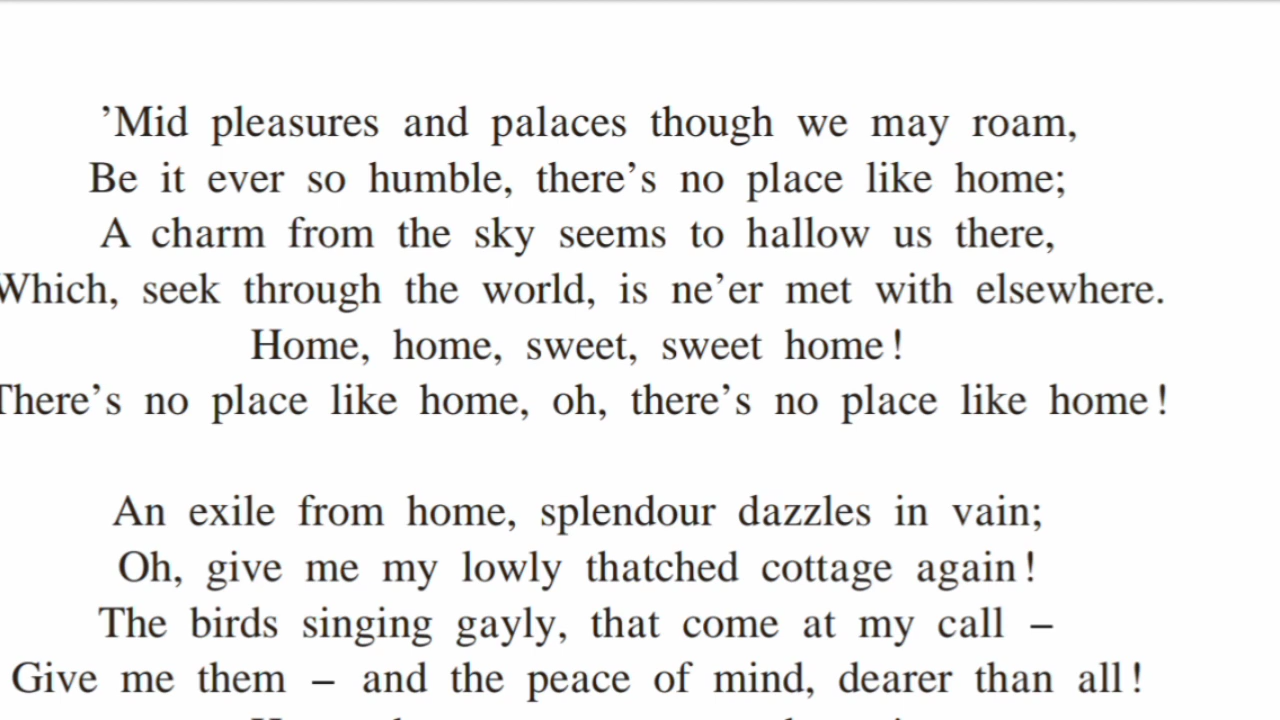 ’Mid pleasures and palaces though we may roam,
Be it ever so humble, there’s no place like home;
A charm from the sky seems to hallow us there,
Which, seek through the world, is ne’er met with elsewhere.
Home, home, sweet, sweet home!
There’s no place like home, oh, there’s no place like home!
An exile from home, splendour dazzles in vain;
Oh, give me my lowly thatched cottage again!
The birds singing gayly, that come at my call –
Give me them – and the peace of mind, dearer than all!